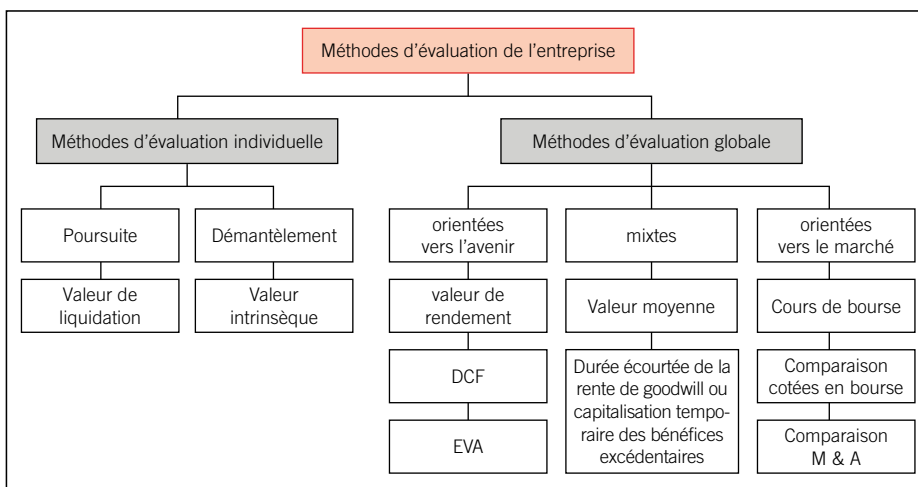 Méthodes d'évaluation de l'entreprise
Méthodes d'évaluation individuelle
Méthodes d'évaluation globale
Poursuite
Démantèlement
orientées
vers l'avenir
mixtes
orientées
vers le marché
Valeur de
liquidation
Valeur
intrinsèque
valeur de
rendement
Valeur moyenne
Cours de bourse
DCF
Durée écourtée de la
rente de goodwill ou
capitalisation tempo-
raire des bénéfices
excédentaires
Comparaison
cotées en bourse
EVA
Comparaison
M & A